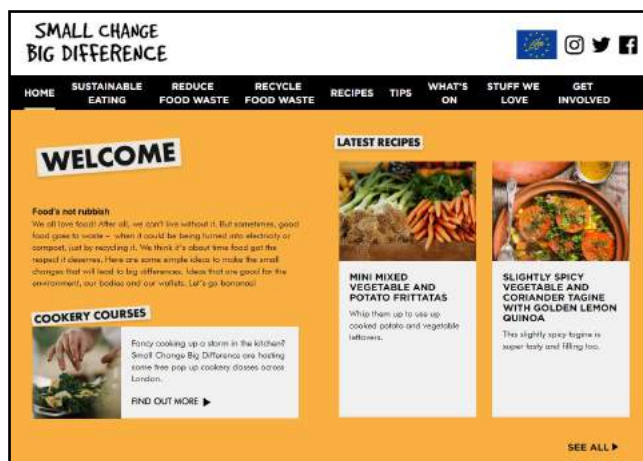 SMALL CHANGE
BIG DIFFERENCE
HOME
SUSTAINABLE
EATING
REDUCE
FOOD WASTE
RECYCLE
FOOD WASTE
RECIPES
TIPS
WHAT'S
ON
STUFF WE
LOVE
GET
INVOLVED
WELCOME
Food's not rubbish
We all love food! After all, we can't live without it. But sometimes, good
food goes to waste – when it could be being turned into electricity or
compost, just by recycling it. We think it's about time food got the
respect it deserves. Here are some simple ideas to make the small
changes that will lead to big differences. Ideas that are good for the
environment, our bodies and our wallets. Let's go bananas!
COOKERY COURSES
Fancy cooking up a storm in the kitchen?
Small Change Big Difference are hosting
some free pop up cookery classes across
London.
FIND OUT MORE
LATEST RECIPES
MINI MIXED
VEGETABLE AND
POTATO FRITTATAS
Whip them up to use up
cooked potato and vegetable
leftovers.
SLIGHTLY SPICY
VEGETABLE AND
CORIANDER TAGINE
WITH GOLDEN LEMON
QUINOA
This slightly spicy tagine is
super tasty and filling too.
SEE ALL